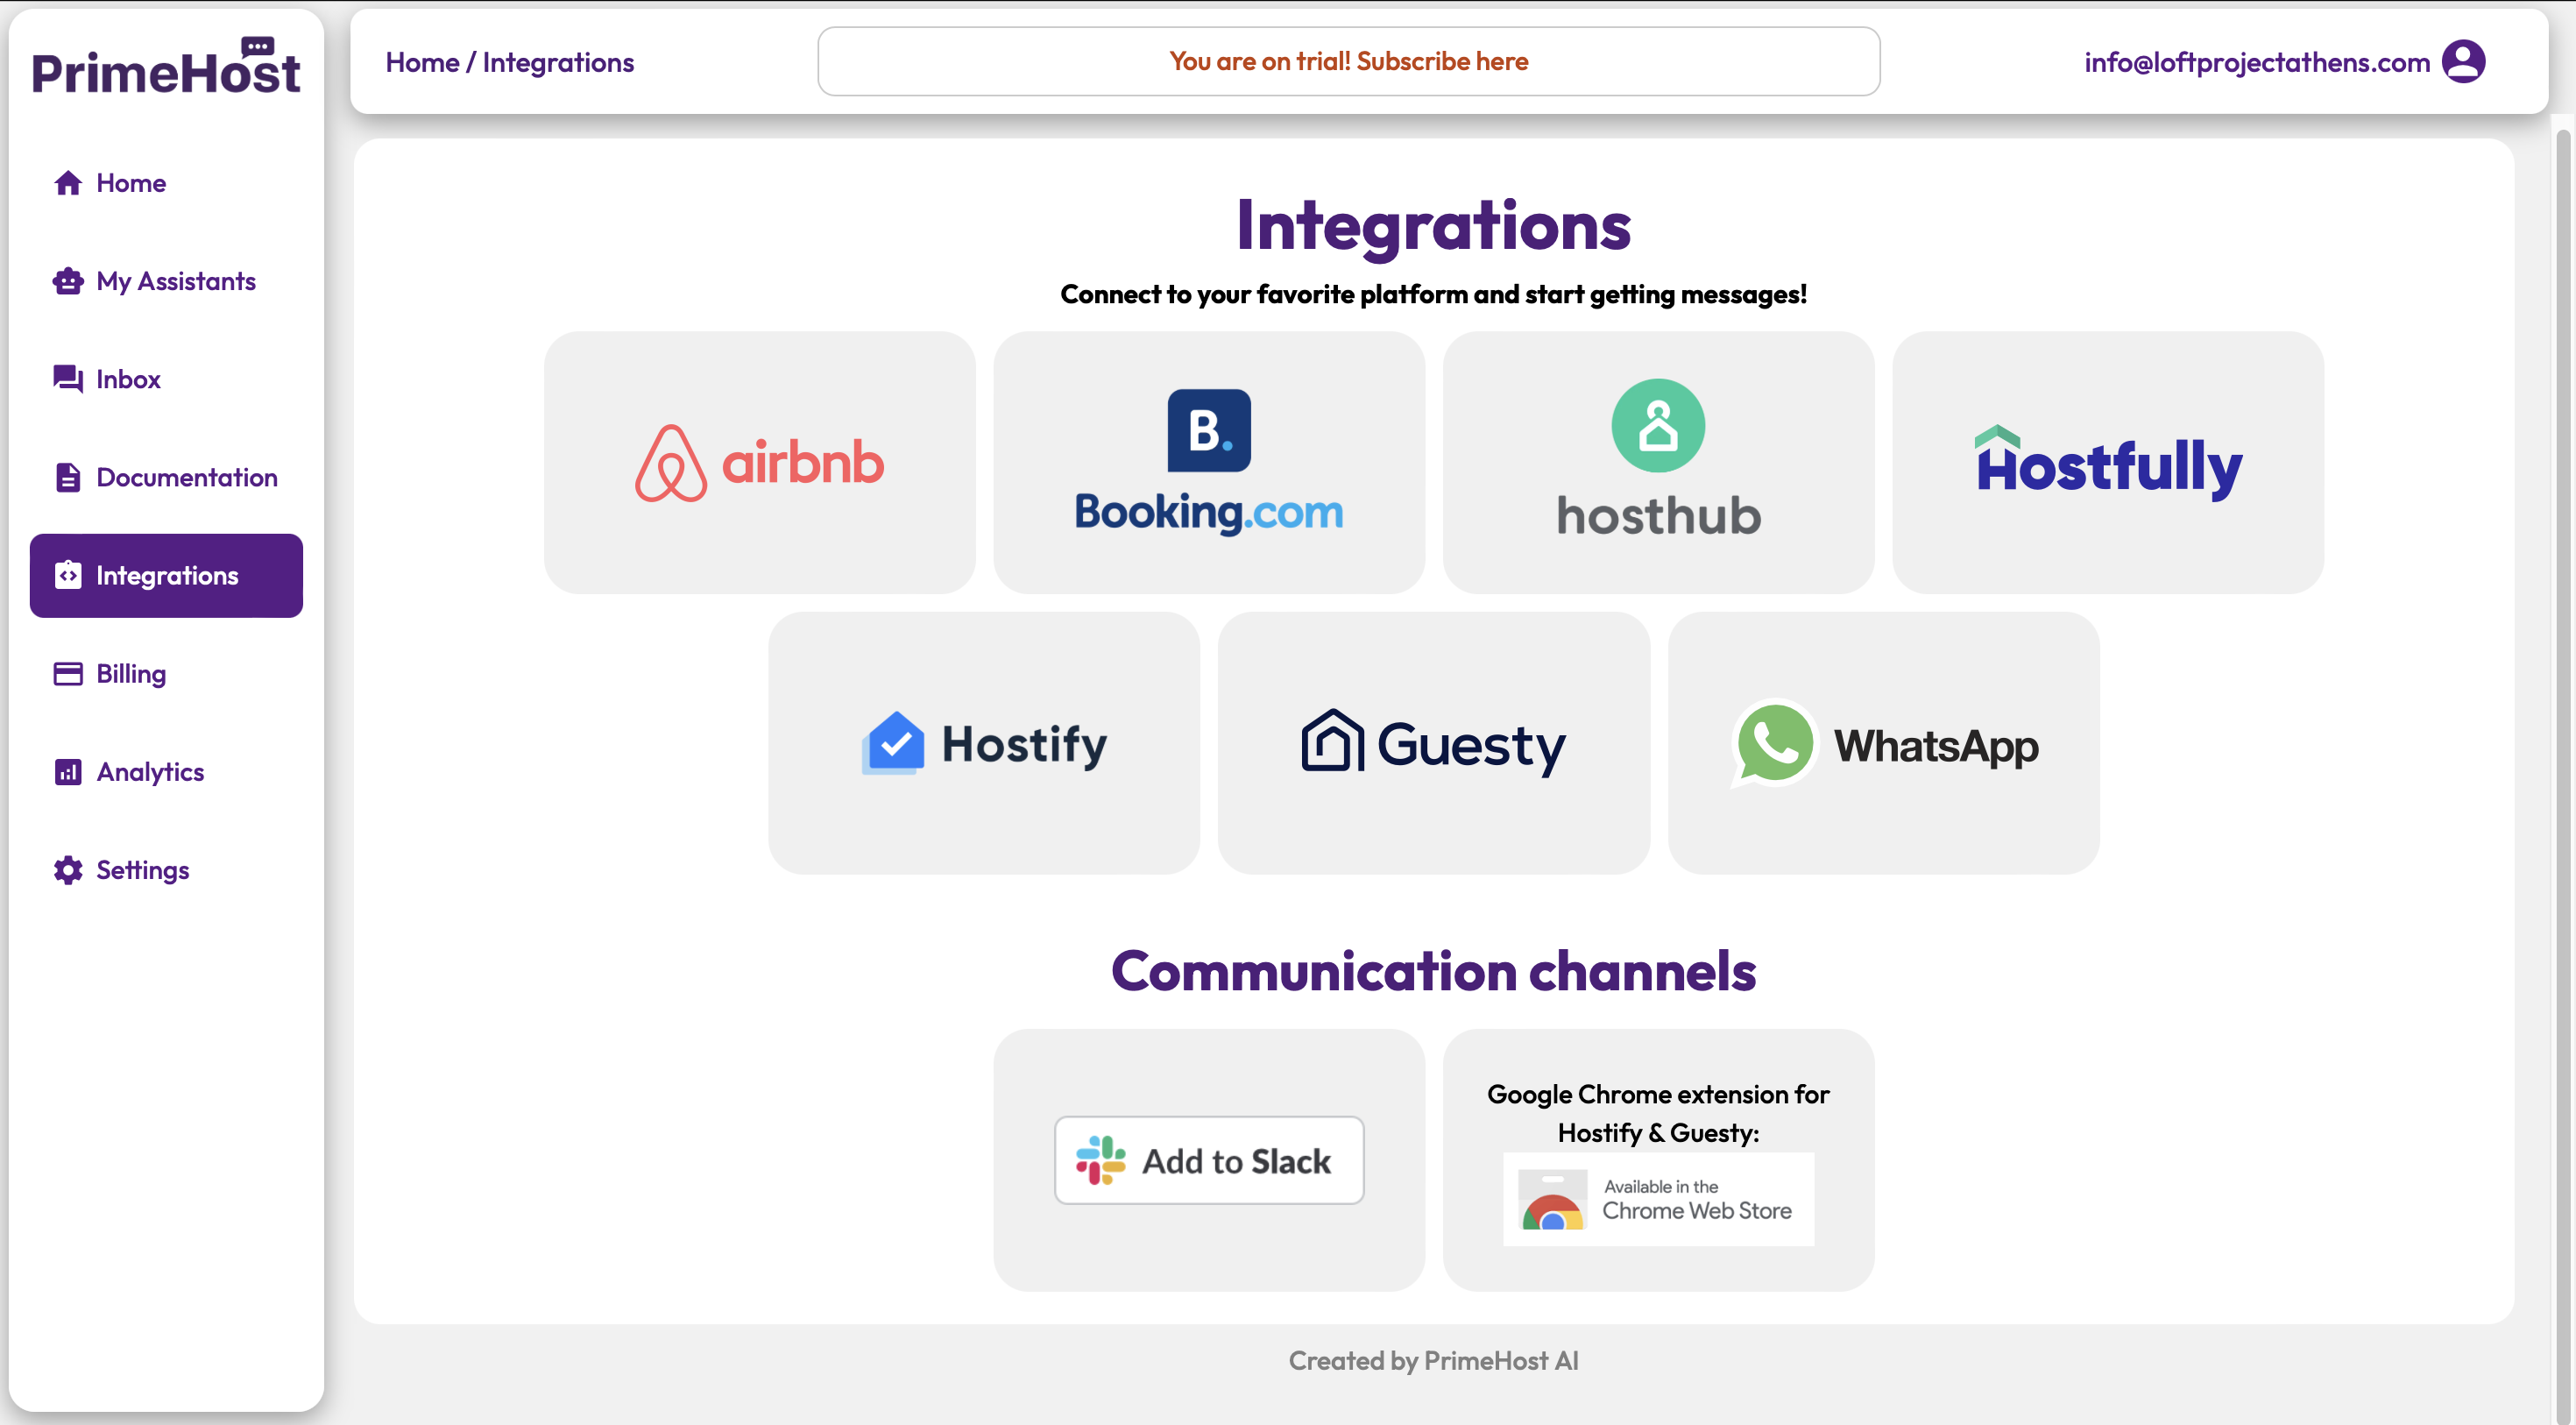 PrimeHost
Home
My Assistants
Inbox
Documentation
Integrations
Billing
Analytics
Settings
Home / Integrations
You are on trial! Subscribe here
info@loftprojectathens.com
Integrations
Connect to your favorite platform and start getting messages!
airbnb
B.
Booking.com
hosthub
Hostfully
Hostify
Guesty
WhatsApp
Communication channels
Add to Slack
Google Chrome extension for
Hostify & Guesty:
Available in the
Chrome Web Store
Created by PrimeHost AI